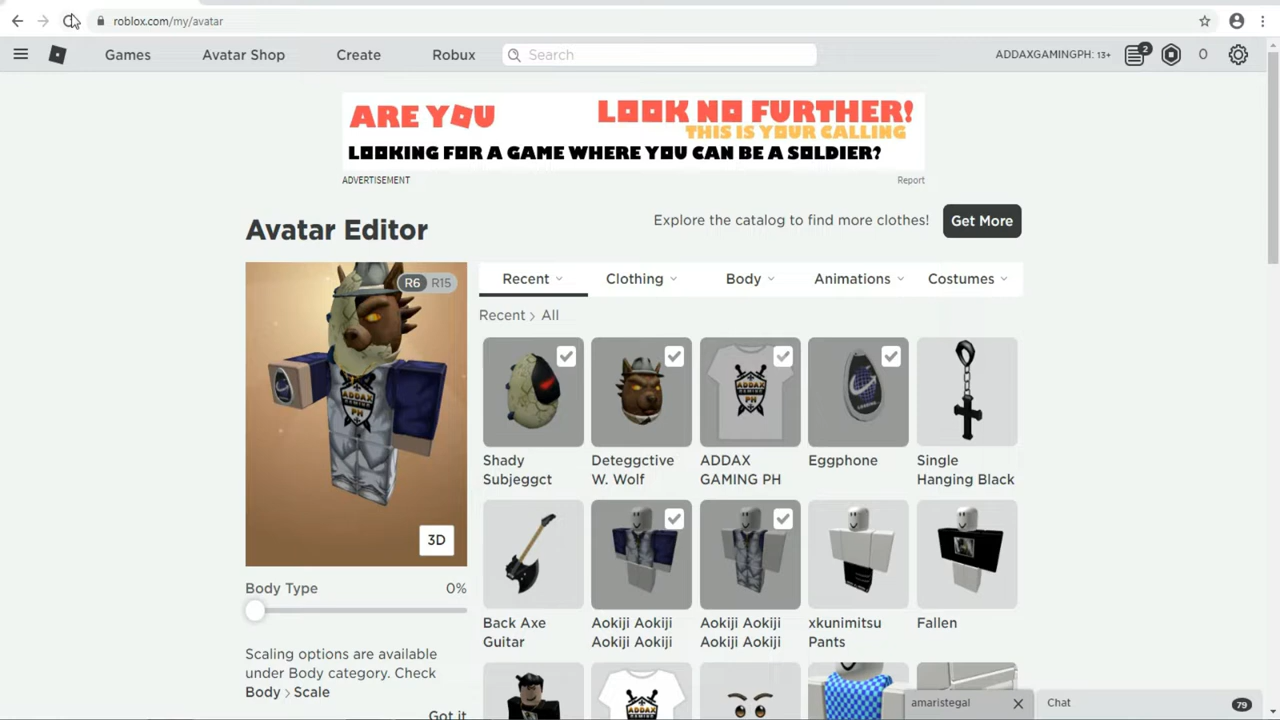 roblox.com/my/avatar
Games Avatar Shop Create Robux Search ADDAXGAMINGPH: 13+ 2 0
ARE YOU LOOK NO FURTHER!
THIS IS YOUR CALLING
LOOKING FOR A GAME WHERE YOU CAN BE A SOLDIER?
ADVERTISEMENT Report
Avatar Editor
Explore the catalog to find more clothes! Get More
R6 R15
Recent Clothing Body Animations Costumes
Recent > All
ADDAX
GAMING
PH
3D
Shady
Subjeggct
Deteggctive
W. Wolf
ADDAX
GAMING PH
Eggphone
Single
Hanging Black
Back Axe
Guitar
Aokiji Aokiji
Aokiji Aokiji
Aokiji Aokiji
Aokiji Aokiji
xkunimitsu
Pants
Fallen
Body Type 0%
Scaling options are available
under Body category. Check
Body > Scale
Got it
amaristegal Chat 79